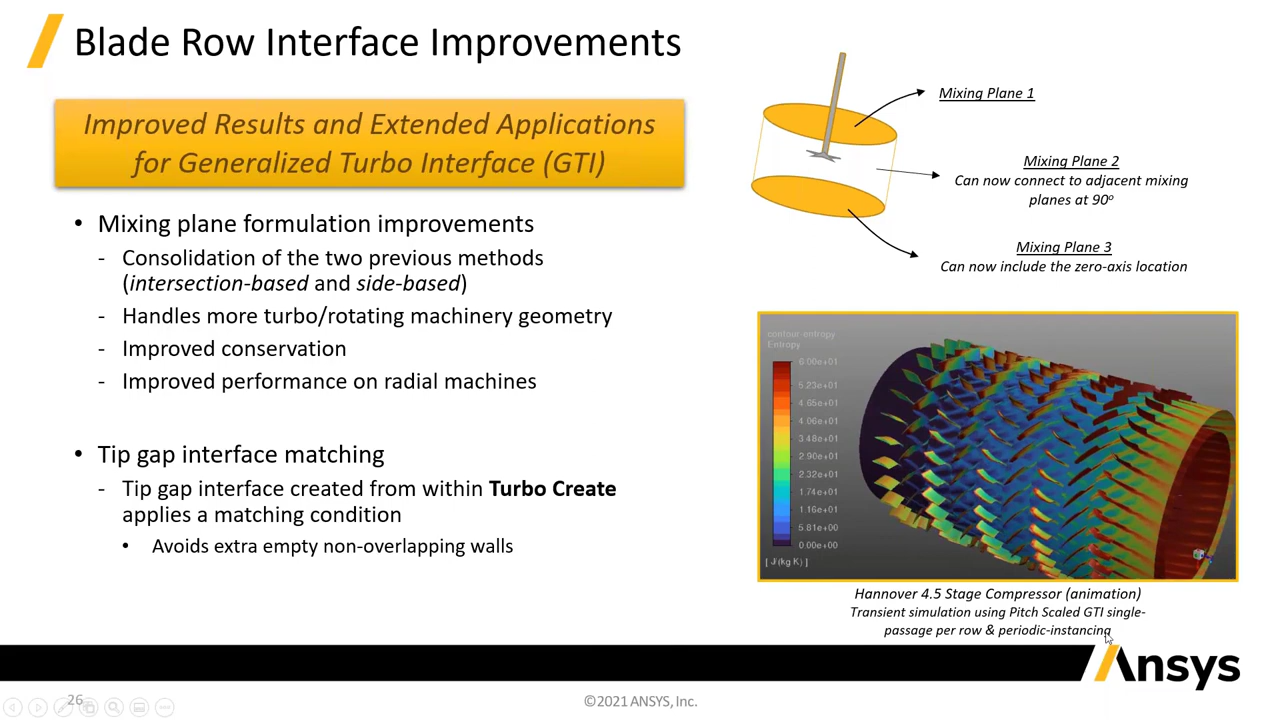 Blade Row Interface Improvements
Improved Results and Extended Applications
for Generalized Turbo Interface (GTI)
• Mixing plane formulation improvements
- Consolidation of the two previous methods
(intersection-based and side-based)
- Handles more turbo/rotating machinery geometry
- Improved conservation
- Improved performance on radial machines
• Tip gap interface matching
- Tip gap interface created from within Turbo Create
applies a matching condition
• Avoids extra empty non-overlapping walls
Mixing Plane 1
Mixing Plane 2
Can now connect to adjacent mixing
planes at 90º
Mixing Plane 3
Can now include the zero-axis location
contour entropy
Entropy
6.00e+01
5.23e+01
4.65e+01
4.06e+01
3.48e+01
2.90e+01
2.32e+01
1.74e+01
1.16e+01
5.81e+00
0.00e+00
[ J/(kg K) ]
Hannover 4.5 Stage Compressor (animation)
Transient simulation using Pitch Scaled GTI single-
passage per row & periodic-instancing
Ansys
26
©2021 ANSYS, Inc.